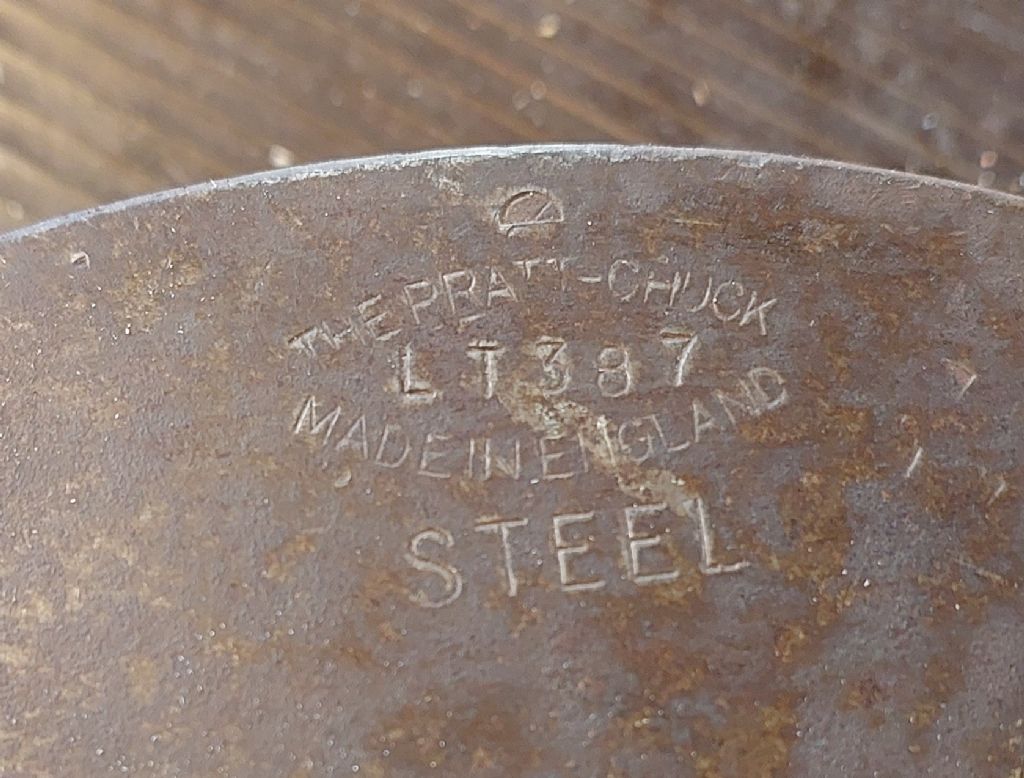 THE PRATT-CHUCK
LT387
MADE IN ENGLAND
STEEL